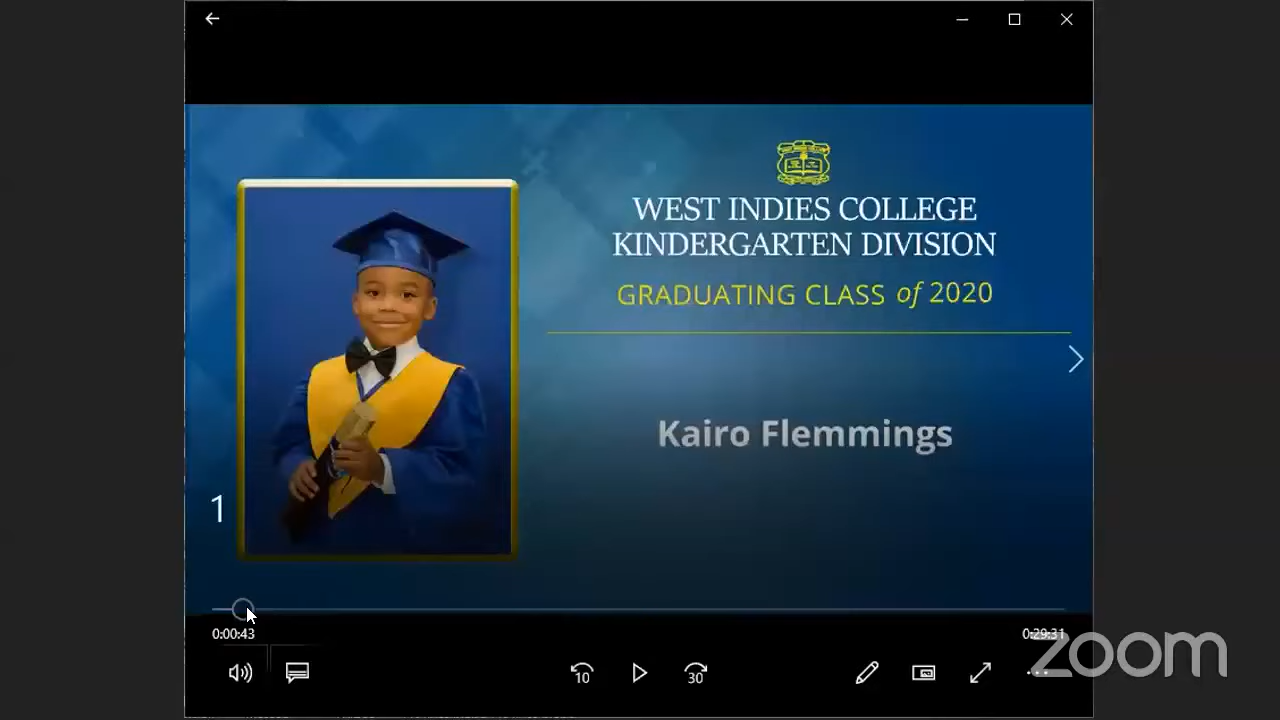 WEST INDIES COLLEGE
KINDERGARTEN DIVISION
GRADUATING CLASS of 2020
Kairo Flemmings
1
0:00:43
0:29:31
10
30
zoom